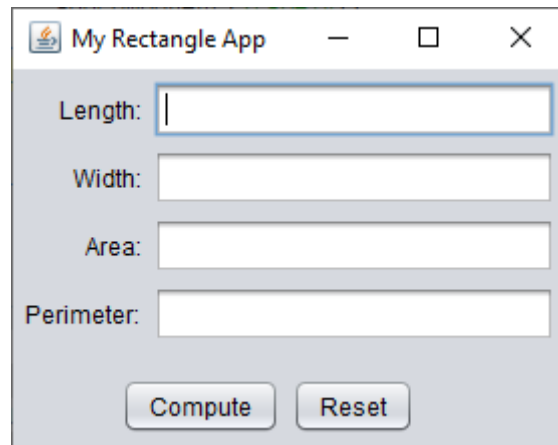 My Rectangle App
Length:
Width:
Area:
Perimeter:
Compute Reset